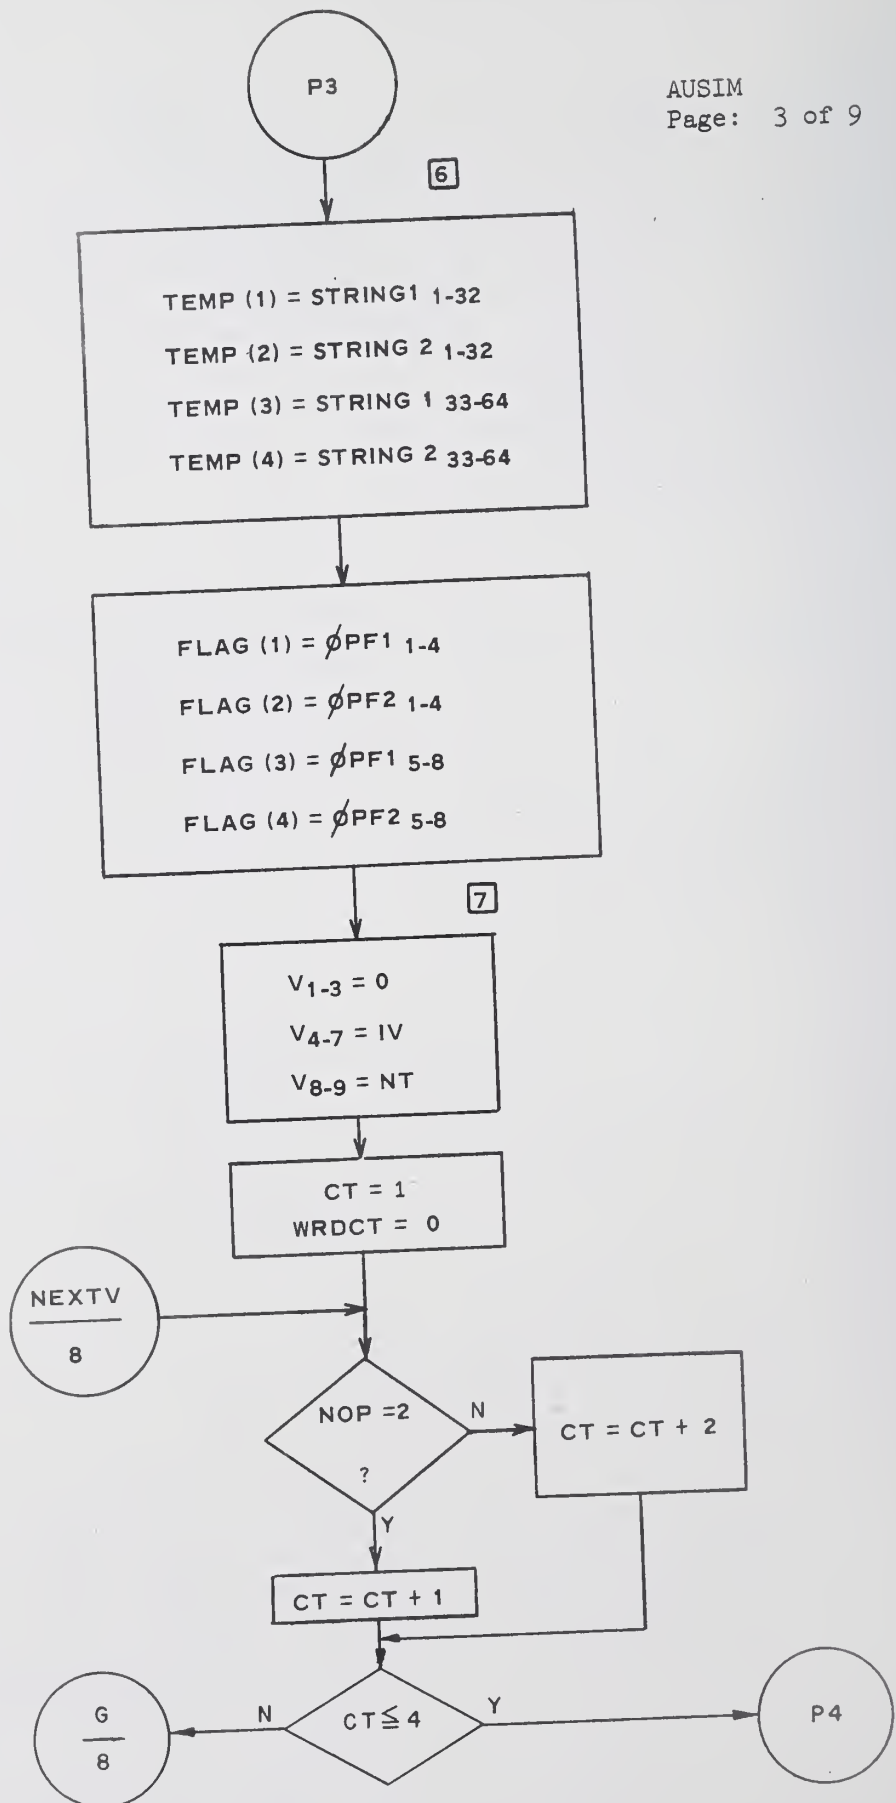 P3
AUSIM
Page: 3 of 9
6
TEMP (1) = STRING1 1-32
TEMP (2) = STRING 2 1-32
TEMP (3) = STRING 1 33-64
TEMP (4) = STRING 2 33-64
FLAG (1) = ØPF1 1-4
FLAG (2) = ØPF2 1-4
FLAG (3) = ØPF1 5-8
FLAG (4) = ØPF2 5-8
7
V1-3 = 0
V4-7 = IV
V8-9 = NT
CT = 1
WRDCT = 0
NEXTV
8
NOP =2
?
N
CT = CT + 2
Y
CT = CT + 1
G
8
N
CT ≦ 4
Y
P4